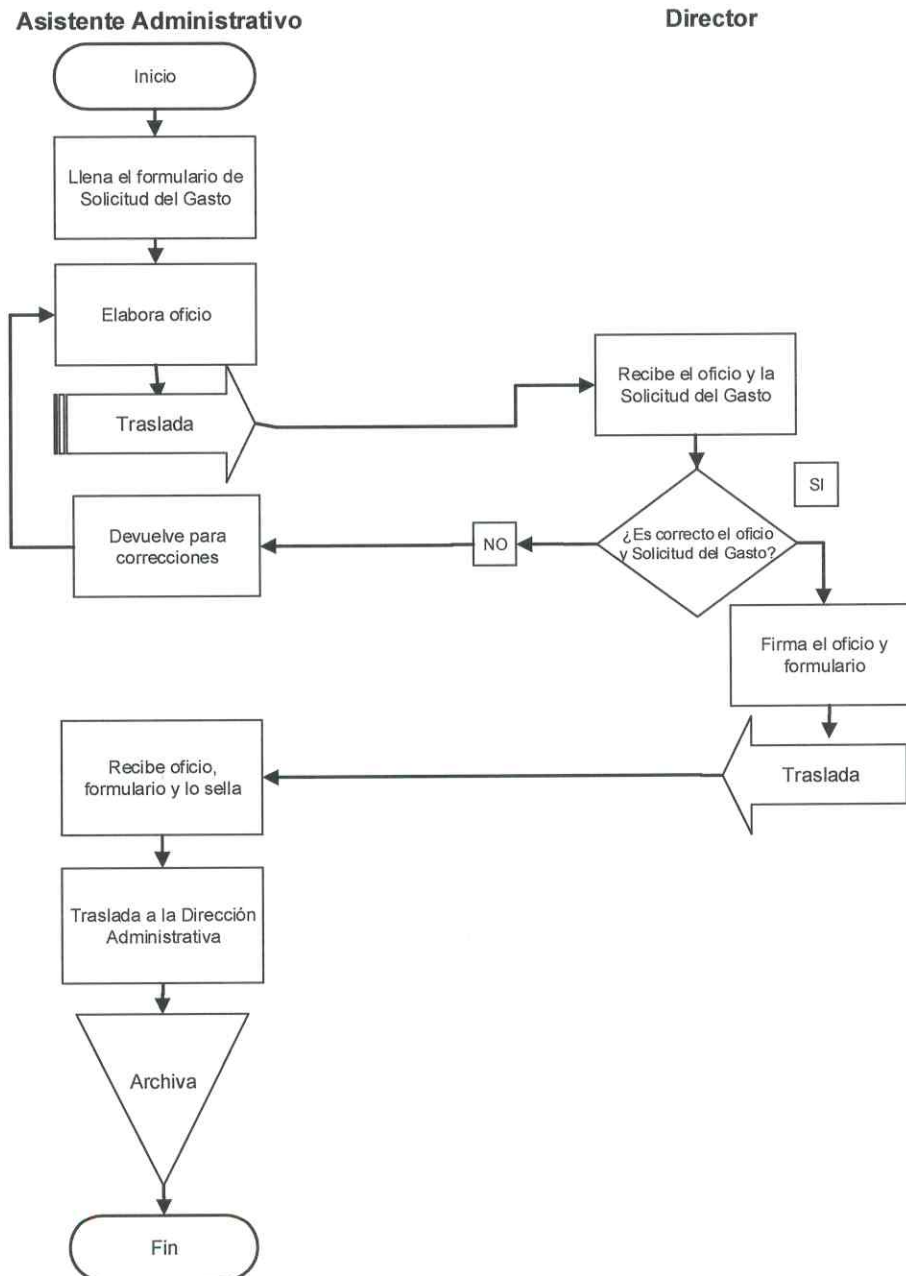 Asistente Administrativo
Director
Inicio
Llena el formulario de
Solicitud del Gasto
Elabora oficio
Traslada
Recibe el oficio y la
Solicitud del Gasto
SI
¿Es correcto el oficio
y Solicitud del Gasto?
NO
Devuelve para
correcciones
Firma el oficio y
formulario
Traslada
Recibe oficio,
formulario y lo sella
Traslada a la Dirección
Administrativa
Archiva
Fin